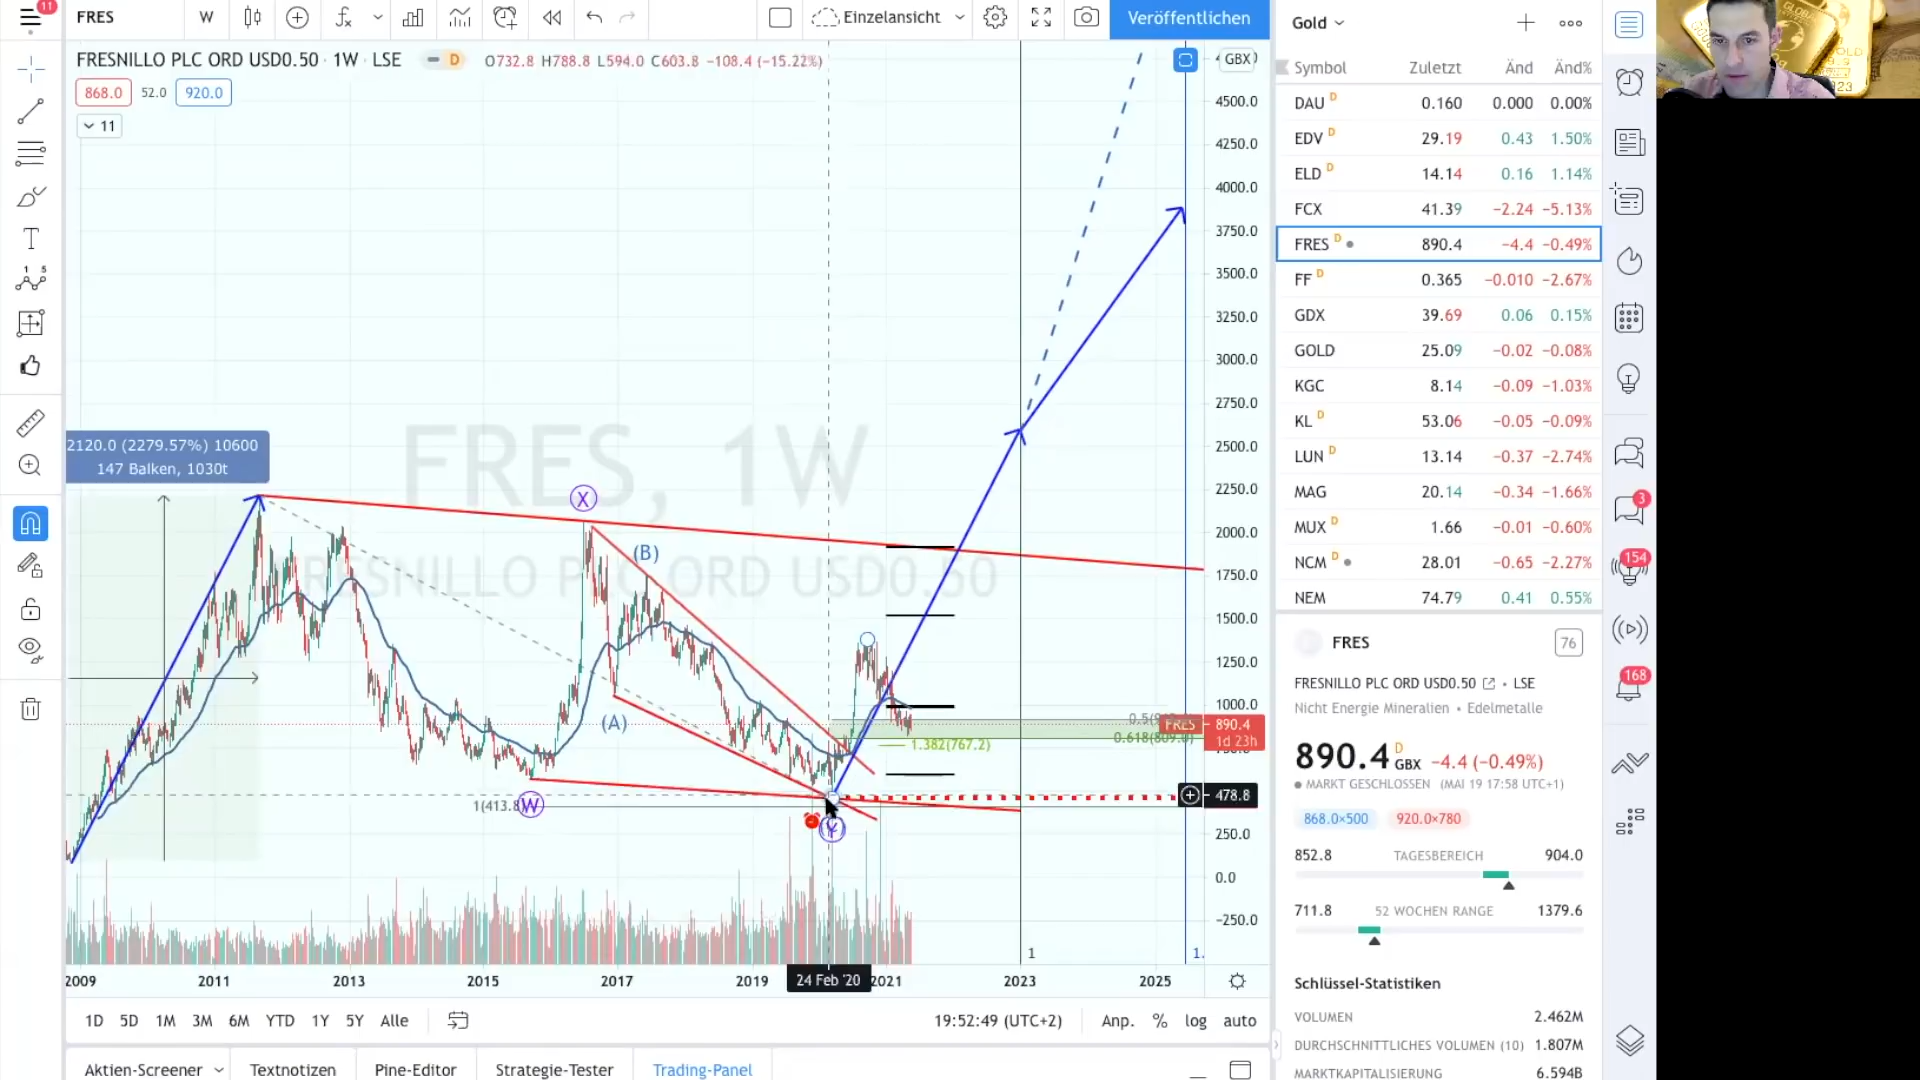 11
FRES
W
Einzelansicht
Veröffentlichen
FRESNILLO PLC ORD USD0.50 · 1W · LSE
D
O732.8 H788.8 L594.0 C603.8 −108.4 (−15.22%)
868.0 52.0 920.0
11
GBX
4500.0
4250.0
4000.0
3750.0
3500.0
3250.0
3000.0
2750.0
2500.0
2250.0
2000.0
1750.0
1500.0
1250.0
1000.0
250.0
0.0
−250.0
FRES, 1W
FRESNILLO PLC ORD USD0.50
2120.0 (2279.57%) 10600
147 Balken, 1030t
X
(B)
(A)
W
Y
1(413.8
1.382(767.2)
FRES
890.4
1d 23h
478.8
1
1.
2009
2011
2013
2015
2017
2019
24 Feb '20
2021
2023
2025
1D 5D 1M 3M 6M YTD 1Y 5Y Alle
19:52:49 (UTC+2)
Anp. % log auto
Aktien-Screener
Textnotizen
Pine-Editor
Strategie-Tester
Trading-Panel
Gold
Symbol Zuletzt Änd Änd%
DAU D 0.160 0.000 0.00%
EDV D 29.19 0.43 1.50%
ELD D 14.14 0.16 1.14%
FCX 41.39 −2.24 −5.13%
FRES D 890.4 −4.4 −0.49%
FF D 0.365 −0.010 −2.67%
GDX 39.69 0.06 0.15%
GOLD 25.09 −0.02 −0.08%
KGC 8.14 −0.09 −1.03%
KL D 53.06 −0.05 −0.09%
LUN D 13.14 −0.37 −2.74%
MAG 20.14 −0.34 −1.66%
MUX D 1.66 −0.01 −0.60%
NCM D 28.01 −0.65 −2.27%
NEM 74.79 0.41 0.55%
FRES
76
FRESNILLO PLC ORD USD0.50 • LSE
Nicht Energie Mineralien • Edelmetalle
890.4 D GBX −4.4 (−0.49%)
MARKT GESCHLOSSEN (MAI 19 17:58 UTC+1)
868.0×500 920.0×780
852.8 TAGESBEREICH 904.0
711.8 52 WOCHEN RANGE 1379.6
Schlüssel-Statistiken
VOLUMEN 2.462M
DURCHSCHNITTLICHES VOLUMEN (10) 1.807M
MARKTKAPITALISIERUNG 6.594B
3
154
168